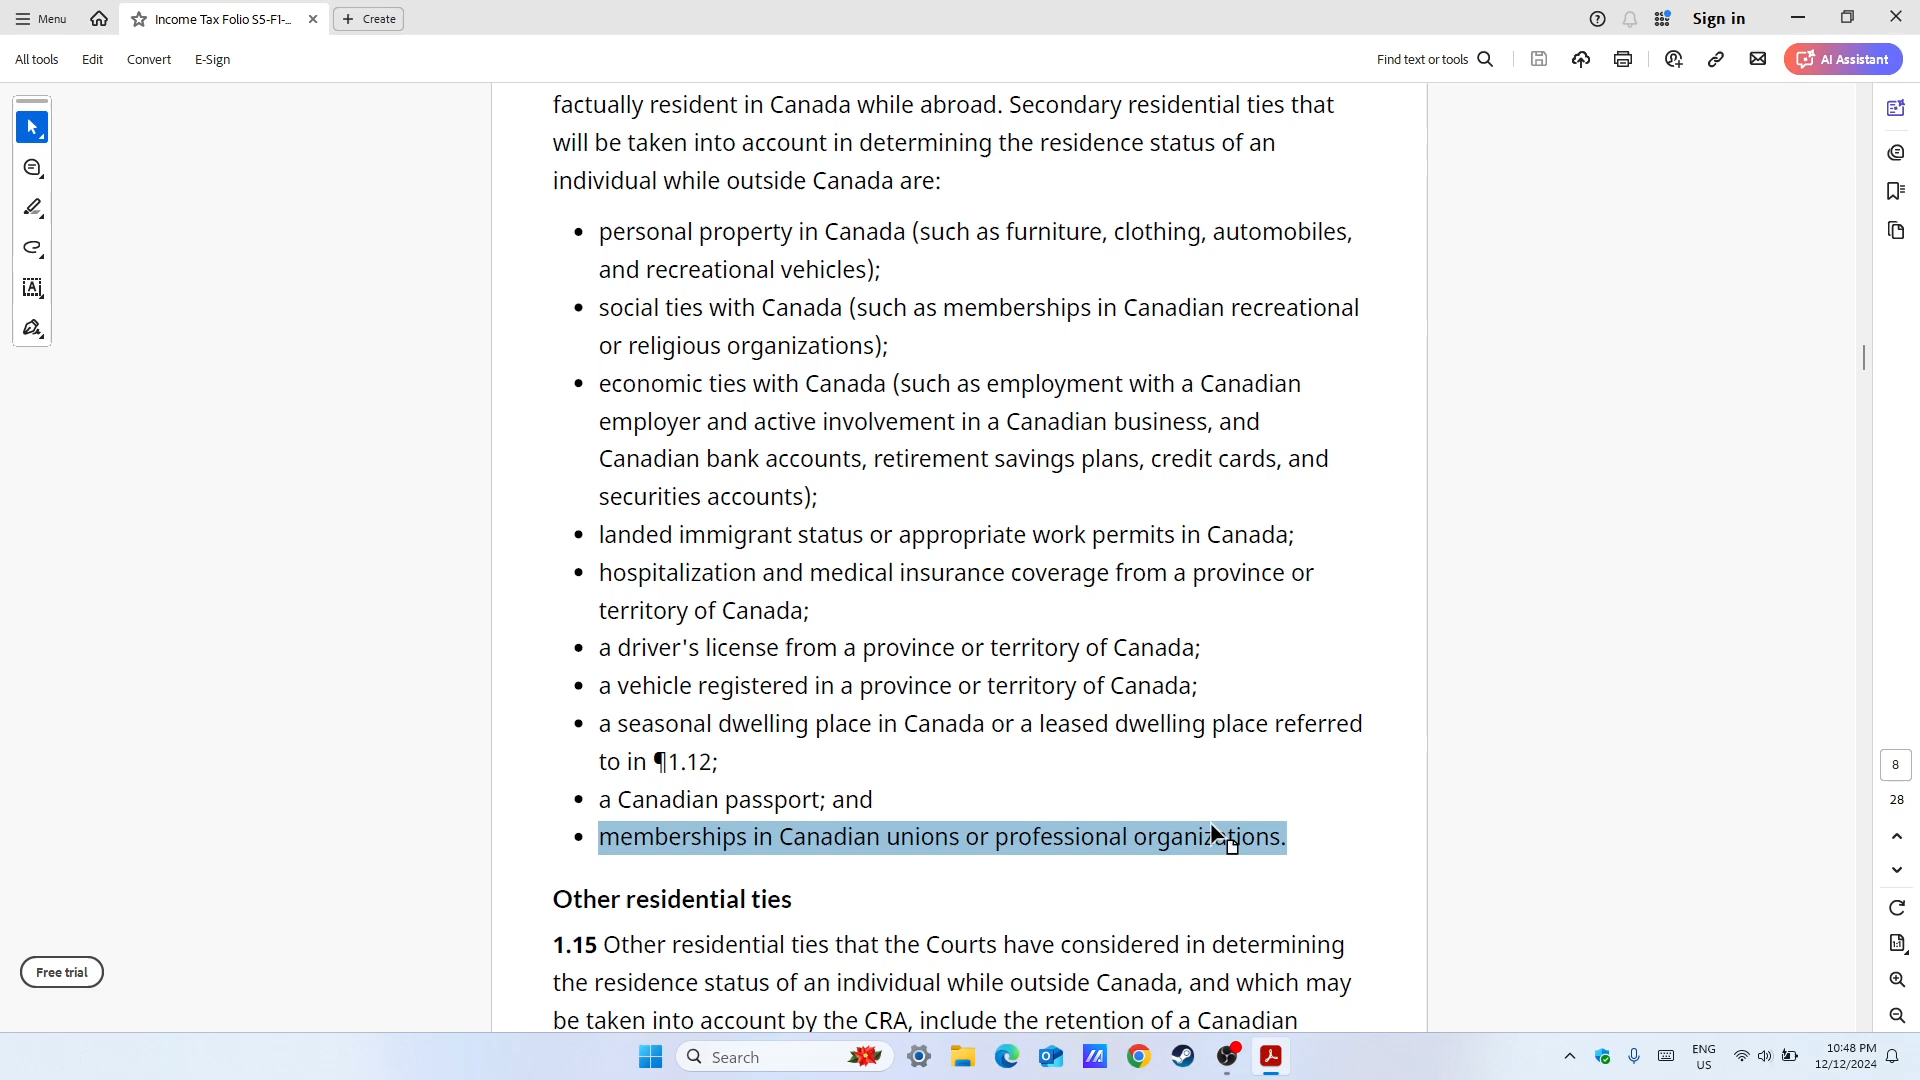 Menu
Income Tax Folio S5-F1-...
Create
Sign in
All tools
Edit
Convert
E-Sign
Find text or tools
AI Assistant
factually resident in Canada while abroad. Secondary residential ties that
will be taken into account in determining the residence status of an
individual while outside Canada are:
• personal property in Canada (such as furniture, clothing, automobiles,
and recreational vehicles);
• social ties with Canada (such as memberships in Canadian recreational
or religious organizations);
• economic ties with Canada (such as employment with a Canadian
employer and active involvement in a Canadian business, and
Canadian bank accounts, retirement savings plans, credit cards, and
securities accounts);
• landed immigrant status or appropriate work permits in Canada;
• hospitalization and medical insurance coverage from a province or
territory of Canada;
• a driver's license from a province or territory of Canada;
• a vehicle registered in a province or territory of Canada;
• a seasonal dwelling place in Canada or a leased dwelling place referred
to in ¶1.12;
• a Canadian passport; and
• memberships in Canadian unions or professional organizations.
Other residential ties
1.15 Other residential ties that the Courts have considered in determining
the residence status of an individual while outside Canada, and which may
be taken into account by the CRA, include the retention of a Canadian
8
28
Free trial
Search
ENG
US
10:48 PM
12/12/2024